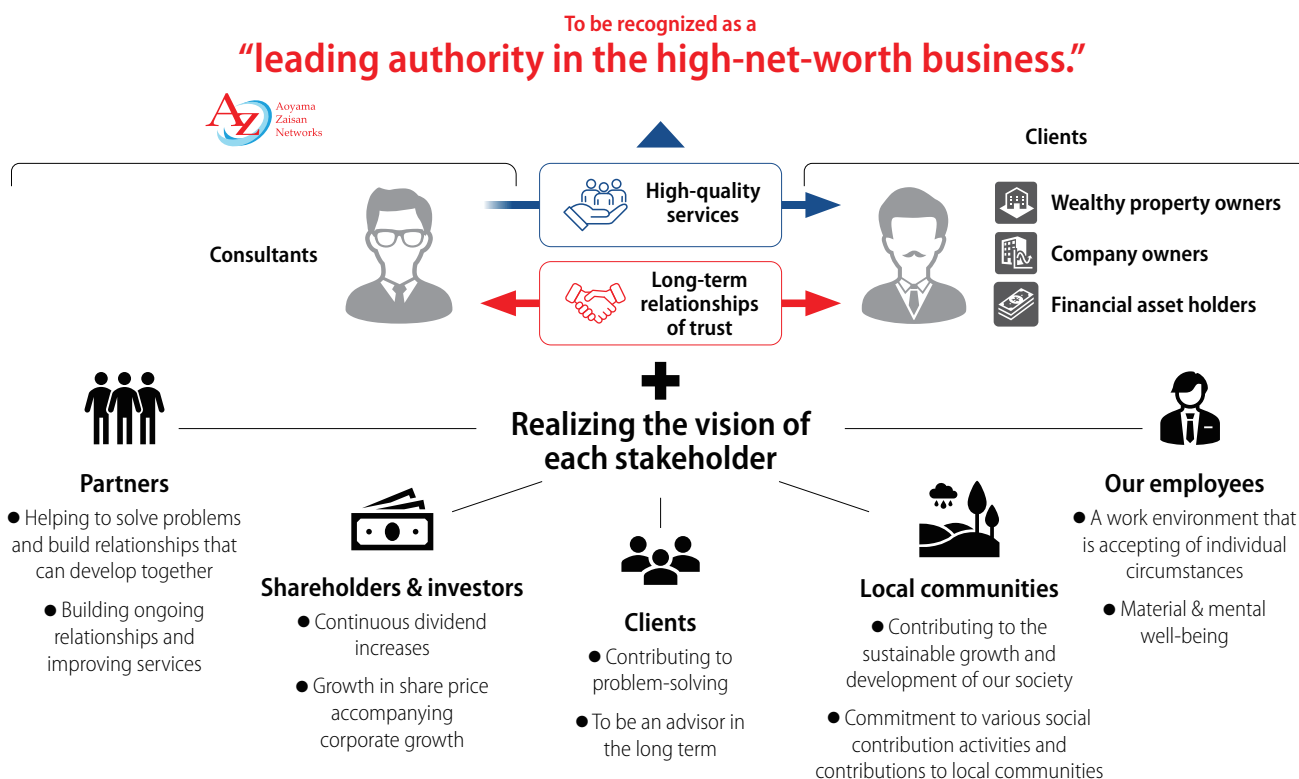 To be recognized as a
“leading authority in the high-net-worth business.”
AZ
Aoyama
Zaisan
Networks
Clients
High-quality
services
Consultants
Long-term
relationships
of trust
Wealthy property owners
Company owners
Financial asset holders
Realizing the vision of
each stakeholder
Partners
● Helping to solve problems
and build relationships that
can develop together
● Building ongoing
relationships and
improving services
Shareholders & investors
● Continuous dividend
increases
● Growth in share price
accompanying
corporate growth
Clients
● Contributing to
problem-solving
● To be an advisor in
the long term
Local communities
● Contributing to the
sustainable growth and
development of our society
● Commitment to various social
contribution activities and
contributions to local communities
Our employees
● A work environment that
is accepting of individual
circumstances
● Material & mental
well-being